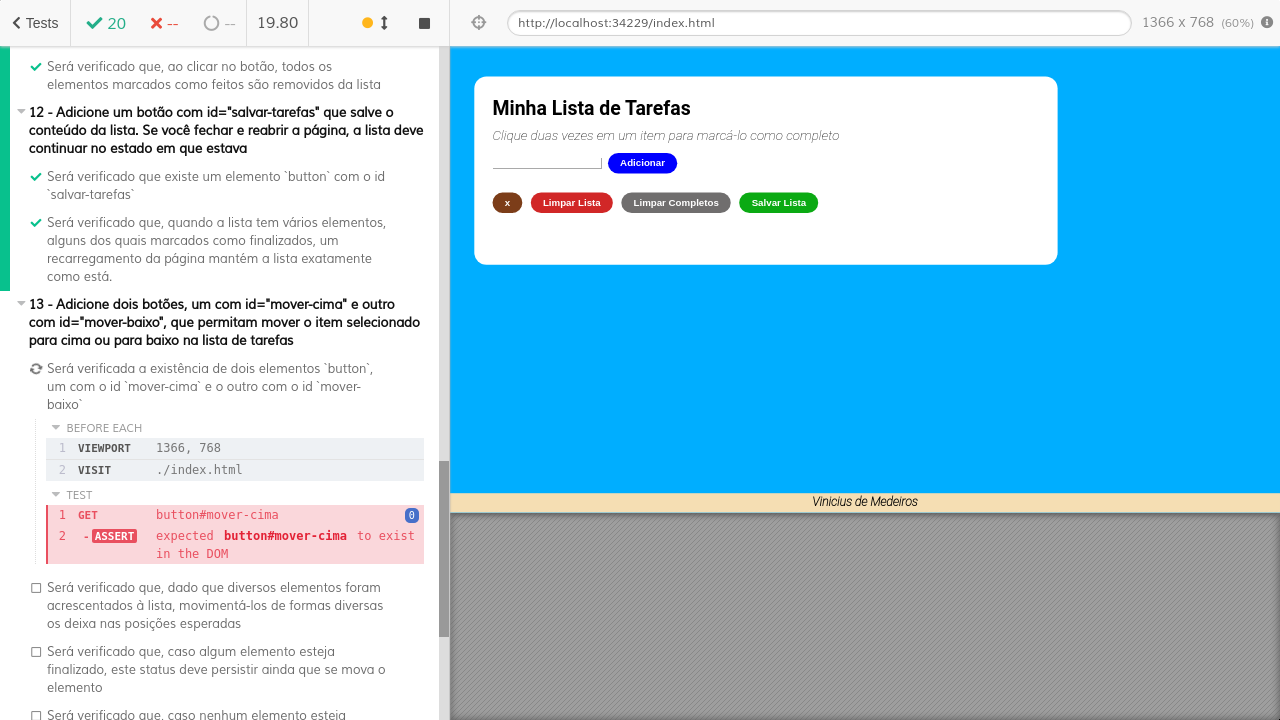 Tests
20
--
--
19.80
http://localhost:34229/index.html
1366 x 768 (60%)
Será verificado que, ao clicar no botão, todos os
elementos marcados como feitos são removidos da lista
12 - Adicione um botão com id="salvar-tarefas" que salve o
conteúdo da lista. Se você fechar e reabrir a página, a lista deve
continuar no estado em que estava
Será verificado que existe um elemento `button` com o id
`salvar-tarefas`
Será verificado que, quando a lista tem vários elementos,
alguns dos quais marcados como finalizados, um
recarregamento da página mantém a lista exatamente
como está.
13 - Adicione dois botões, um com id="mover-cima" e outro
com id="mover-baixo", que permitam mover o item selecionado
para cima ou para baixo na lista de tarefas
Será verificada a existência de dois elementos `button`,
um com o id `mover-cima` e o outro com o id `mover-
baixo`
BEFORE EACH
1 VIEWPORT 1366, 768
2 VISIT ./index.html
TEST
1 GET button#mover-cima 0
2 -ASSERT expected button#mover-cima to exist
in the DOM
Será verificado que, dado que diversos elementos foram
acrescentados à lista, movimentá-los de formas diversas
os deixa nas posições esperadas
Será verificado que, caso algum elemento esteja
finalizado, este status deve persistir ainda que se mova o
elemento
Será verificado que, caso nenhum elemento esteja
Minha Lista de Tarefas
Clique duas vezes em um item para marcá-lo como completo
Adicionar
x Limpar Lista Limpar Completos Salvar Lista
Vinicius de Medeiros